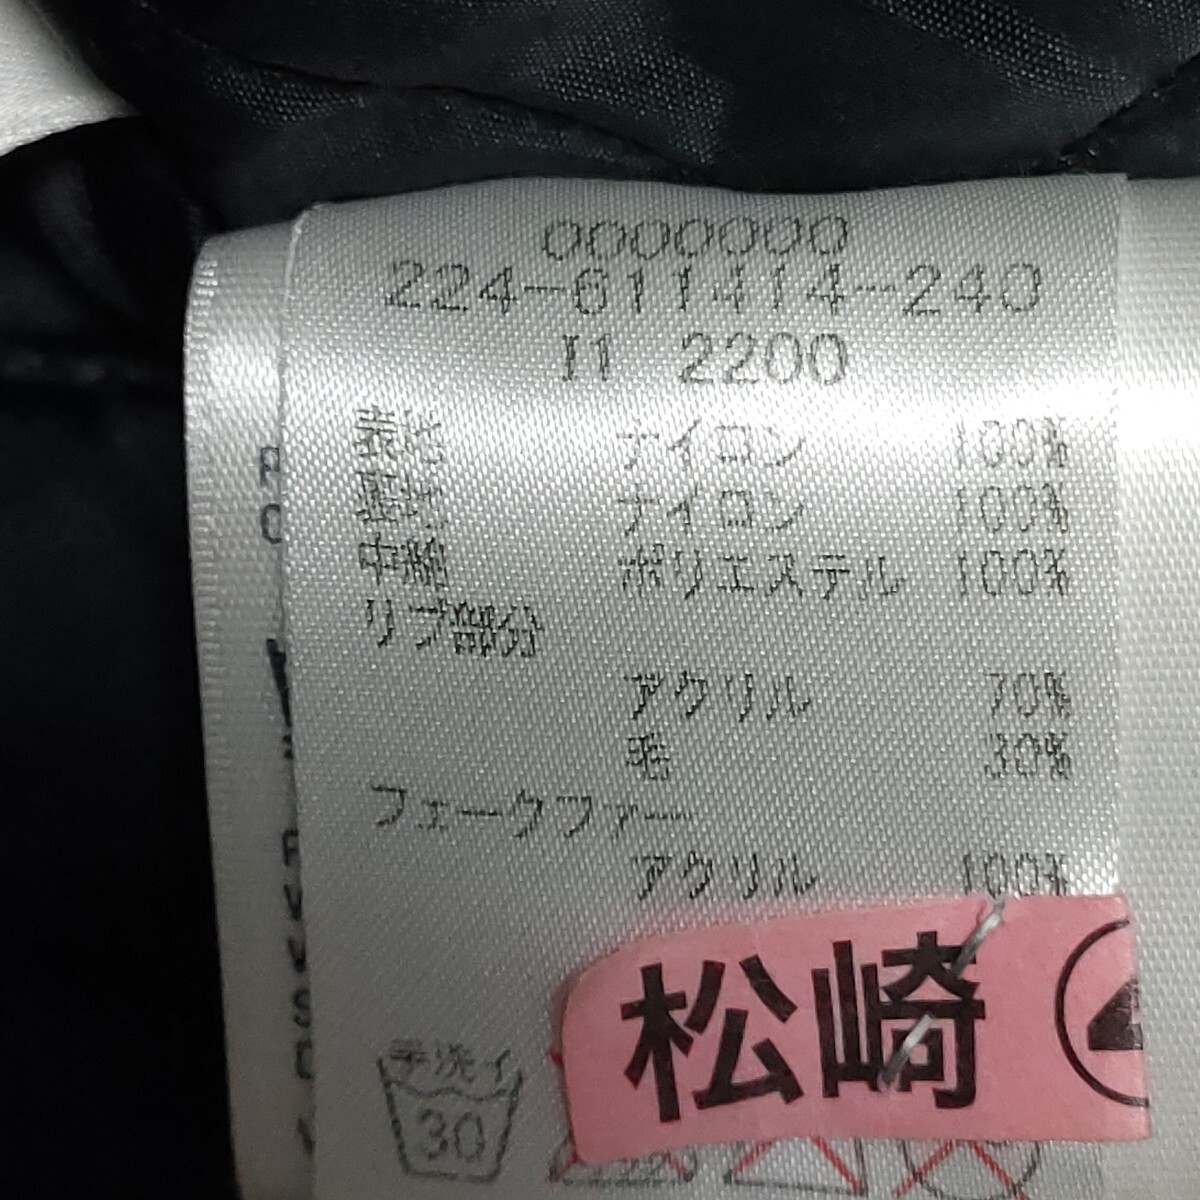 0000000
224-611414-240
I1 2200
表地 ナイロン 100%
裏地 ナイロン 100%
中綿 ポリエステル 100%
リブ部分
アクリル 70%
毛 30%
フェークファー
アクリル 100%
松崎
手洗イ
30